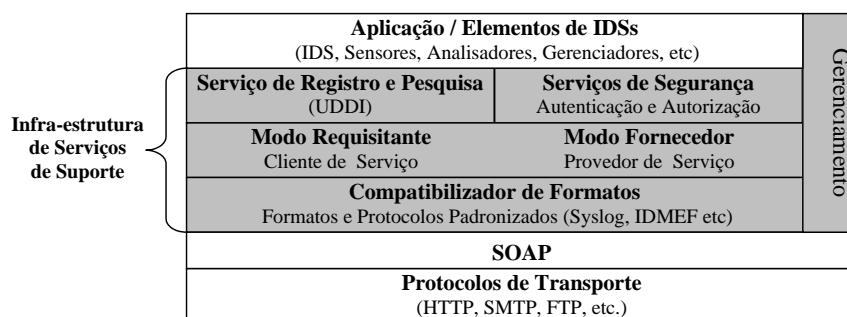 Aplicação / Elementos de IDSs
(IDS, Sensores, Analisadores, Gerenciadores, etc)
Gerenciamento
Serviço de Registro e Pesquisa
(UDDI)
Serviços de Segurança
Autenticação e Autorização
Infra-estrutura
de Serviços
de Suporte
Modo Requisitante
Cliente de Serviço
Modo Fornecedor
Provedor de Serviço
Compatibilizador de Formatos
Formatos e Protocolos Padronizados (Syslog, IDMEF etc)
SOAP
Protocolos de Transporte
(HTTP, SMTP, FTP, etc.)